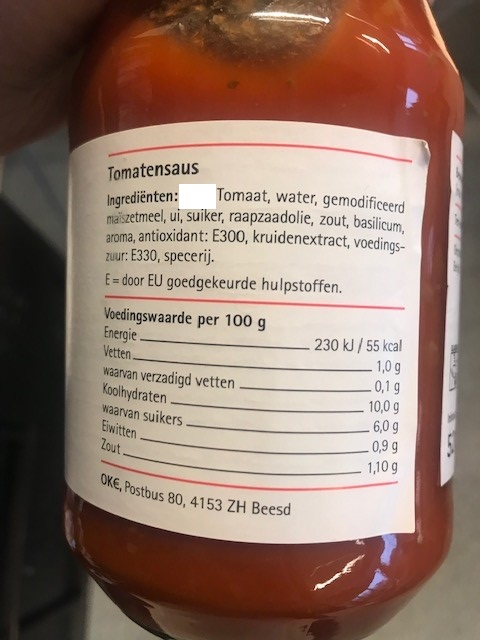 Tomatensaus
Ingrediënten: Tomaat, water, gemodificeerd
maïszetmeel, ui, suiker, raapzaadolie, zout, basilicum,
aroma, antioxidant: E300, kruidenextract, voedings-
zuur: E330, specerij.
E = door EU goedgekeurde hulpstoffen.
Voedingswaarde per 100 g
Energie 230 kJ / 55 kcal
Vetten 1,0 g
waarvan verzadigd vetten 0,1 g
Koolhydraten 10,0 g
waarvan suikers 6,0 g
Eiwitten 0,9 g
Zout 1,10 g
OK€, Postbus 80, 4153 ZH Beesd